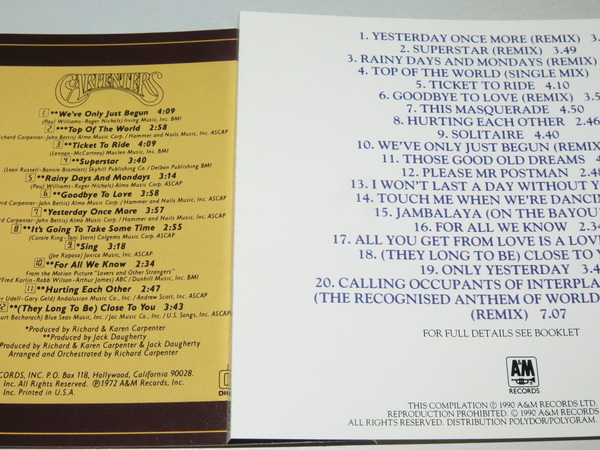 CARPENTERS
1 **We've Only Just Begun 4:09
(Paul Williams-Roger Nichols) Irving Music, Inc. BMI
2 ***Top Of The World 2:58
Richard Carpenter-John Bettis) Almo Music Corp./Hammer and Nails Music, Inc. ASCAP
3 **Ticket To Ride 4:09
(Lennon-McCartney) Maclen Music, Inc. BMI
4 **Superstar 3:40
(Leon Russell-Bonnie Bramlett) Skyhill Publishing Co./Delbon Publishing BMI
5 **Rainy Days And Mondays 3:14
(Paul Williams-Roger Nichols) Almo Music Corp. ASCAP
6 **Goodbye To Love 3:58
ard Carpenter-John Bettis) Almo Music Corp./Hammer and Nails Music, Inc. ASCAP
7 *Yesterday Once More 3:57
ard Carpenter-John Bettis) Almo Music Corp./Hammer and Nails Music, Inc. ASCAP
8 **It's Going To Take Some Time 2:55
(Carole King-Toni Stern) Colgems Music Corp. ASCAP
9 *Sing 3:18
(Joe Raposo) Jonico Music, Inc. ASCAP
10 **For All We Know 2:34
From the Motion Picture "Lovers and Other Strangers"
(Fred Karlin-Robb Wilson-Arthur James) ABC/Dunhill Music, Inc. BMI
11 **Hurting Each Other 2:47
er Udell-Gary Geld) Andalusian Music Co., Inc./Andrew Scott, Inc. ASCAP
12 **(They Long To Be) Close To You 3:43
Burt Bacharach) Blue Seas Music, Inc./Jac Music Co., Inc./U.S. Songs, Inc. ASCAP
*Produced by Richard & Karen Carpenter
**Produced by Jack Daugherty
Produced by Richard & Karen Carpenter & Jack Daugherty
Arranged and Orchestrated by Richard Carpenter
RECORDS, INC. P.O. Box 118, Hollywood, California 90028.
Inc. All Rights Reserved. ℗1972 A&M Records, Inc.
Inc. Printed in U.S.A.
1. YESTERDAY ONCE MORE (REMIX) 3.
2. SUPERSTAR (REMIX) 3.49
3. RAINY DAYS AND MONDAYS (REMIX)
4. TOP OF THE WORLD (SINGLE MIX)
5. TICKET TO RIDE 4.10
6. GOODBYE TO LOVE (REMIX) 3.5
7. THIS MASQUERADE 4.50
8. HURTING EACH OTHER 2.46
9. SOLITAIRE 4.40
10. WE'VE ONLY JUST BEGUN (REMIX
11. THOSE GOOD OLD DREAMS 4
12. PLEASE MR POSTMAN 2.48
13. I WON'T LAST A DAY WITHOUT Y
14. TOUCH ME WHEN WE'RE DANCIN
15. JAMBALAYA (ON THE BAYOU
16. FOR ALL WE KNOW 2.34
17. ALL YOU GET FROM LOVE IS A LOV
18. (THEY LONG TO BE) CLOSE TO Y
19. ONLY YESTERDAY 3.4
20. CALLING OCCUPANTS OF INTERPLA
(THE RECOGNISED ANTHEM OF WORLD
(REMIX) 7.07
FOR FULL DETAILS SEE BOOKLET
A&M
RECORDS
THIS COMPILATION ℗ 1990 A&M RECORDS LTD.
REPRODUCTION PROHIBITED. © 1990 A&M RECORDS
ALL RIGHTS RESERVED. DISTRIBUTION POLYDOR/POLYGRAM.